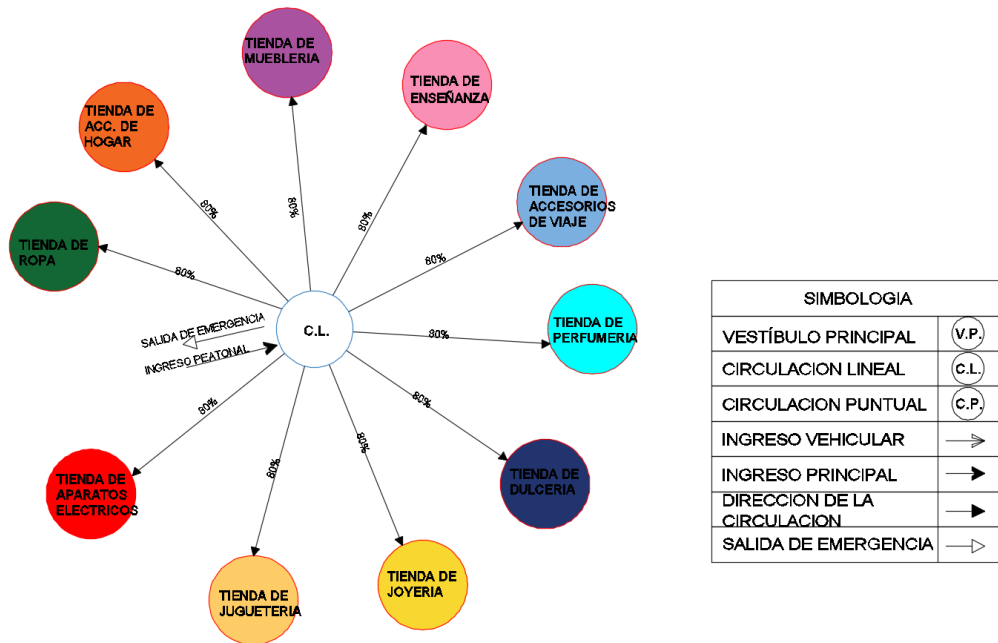 TIENDA DE
MUEBLERIA
TIENDA DE
ENSEÑANZA
TIENDA DE
ACC. DE
HOGAR
TIENDA DE
ACCESORIOS
DE VIAJE
TIENDA DE
ROPA
TIENDA DE
PERFUMERIA
C.L.
SALIDA DE EMERGENCIA
INGRESO PEATONAL
TIENDA DE
APARATOS
ELECTRICOS
TIENDA DE
DULCERIA
TIENDA DE
JUGUETERIA
TIENDA DE
JOYERIA
80%
80%
80%
80%
80%
80%
80%
80%
80%
80%
SIMBOLOGIA
VESTÍBULO PRINCIPAL V.P.
CIRCULACION LINEAL C.L.
CIRCULACION PUNTUAL C.P.
INGRESO VEHICULAR
INGRESO PRINCIPAL
DIRECCION DE LA
CIRCULACION
SALIDA DE EMERGENCIA